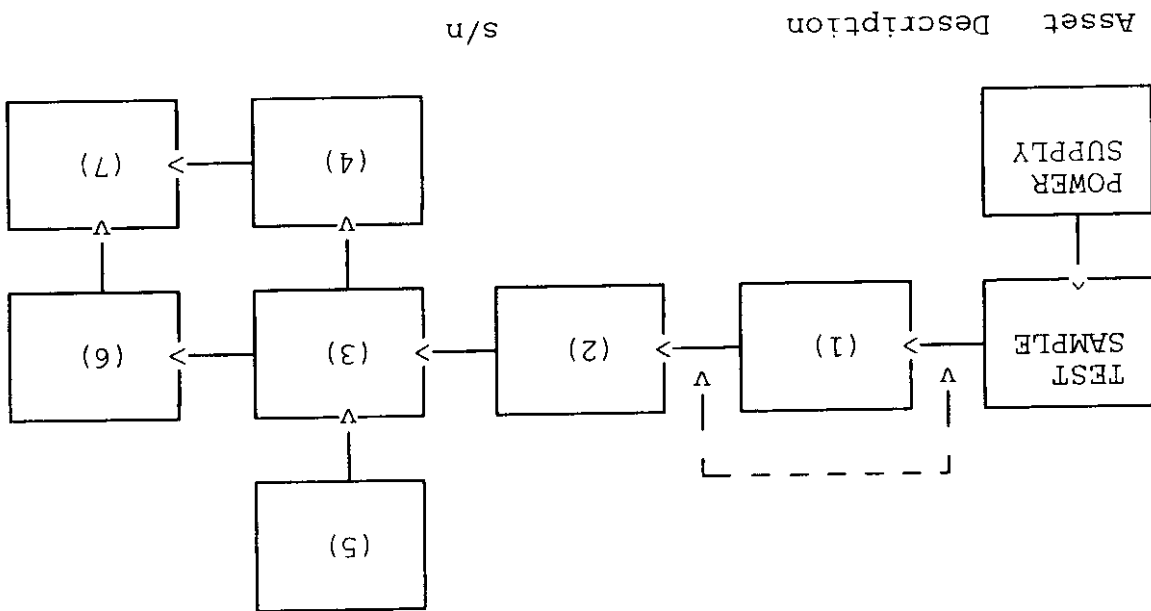 (5)
TEST
SAMPLE
(1)
(2)
(3)
(6)
POWER
SUPPLY
(4)
(7)
Asset Description s/n